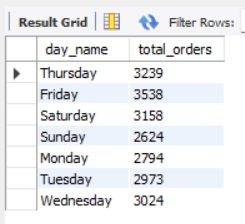 Result Grid Filter Rows:
day_name total_orders
Thursday 3239
Friday 3538
Saturday 3158
Sunday 2624
Monday 2794
Tuesday 2973
Wednesday 3024